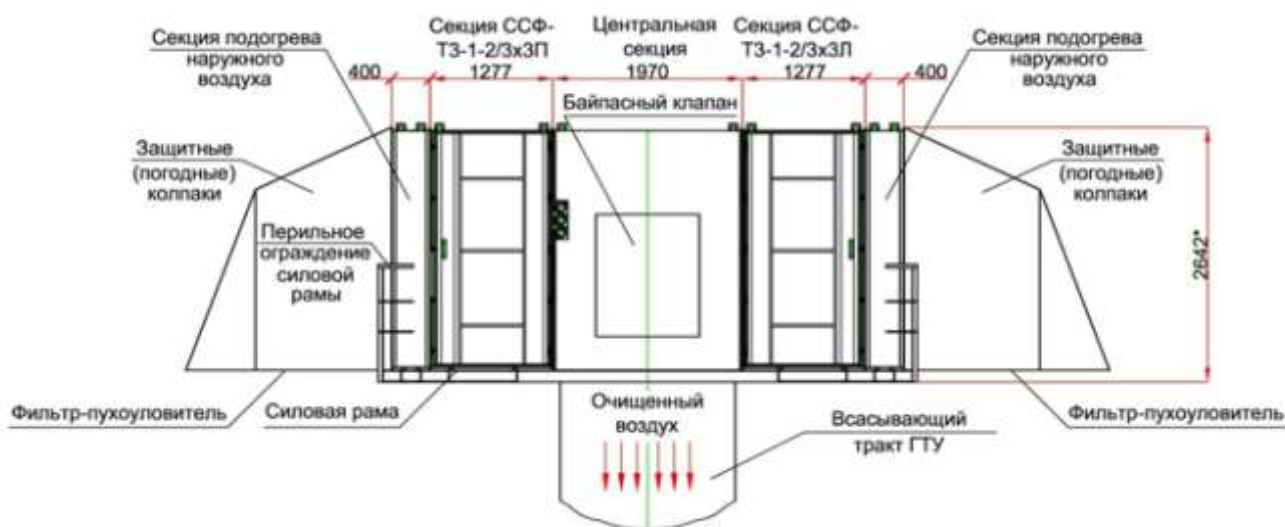 Секция подогрева
наружного
воздуха
400
Секция ССФ-
ТЗ-1-2/3х3П
1277
Центральная
секция
1970
Секция ССФ-
ТЗ-1-2/3х3Л
1277
Секция подогрева
наружного
воздуха
400
Байпасный клапан
Защитные
(погодные)
колпаки
Защитные
(погодные)
колпаки
Перильное
ограждение
силовой
рамы
2642*
Фильтр-пухоуловитель
Силовая рама
Очищенный
воздух
Всасывающий
тракт ГТУ
Фильтр-пухоуловитель